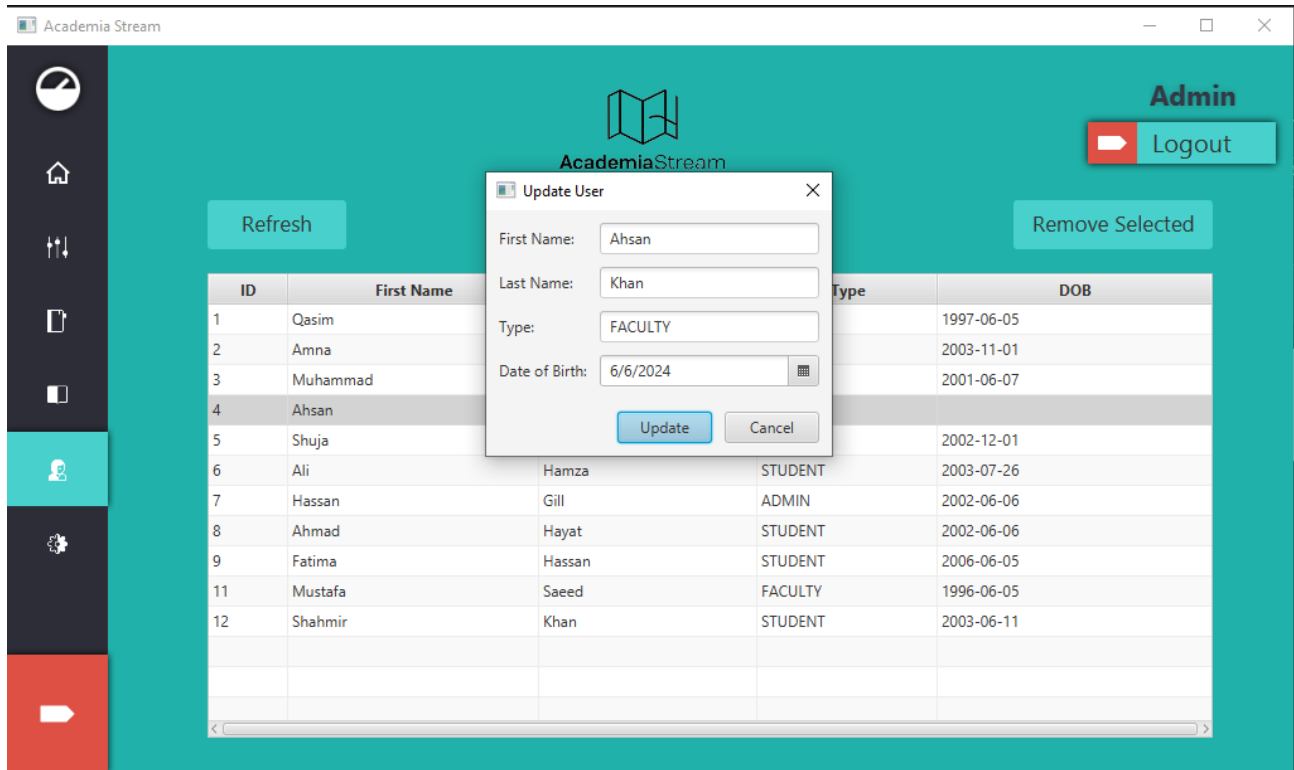 Academia Stream
Admin
Logout
AcademiaStream
Refresh
Remove Selected
Update User
First Name: Ahsan
Last Name: Khan
Type: FACULTY
Date of Birth: 6/6/2024
Update Cancel
ID First Name Type DOB
1 Qasim 1997-06-05
2 Amna 2003-11-01
3 Muhammad 2001-06-07
4 Ahsan
5 Shuja 2002-12-01
6 Ali Hamza STUDENT 2003-07-26
7 Hassan Gill ADMIN 2002-06-06
8 Ahmad Hayat STUDENT 2002-06-06
9 Fatima Hassan STUDENT 2006-06-05
11 Mustafa Saeed FACULTY 1996-06-05
12 Shahmir Khan STUDENT 2003-06-11